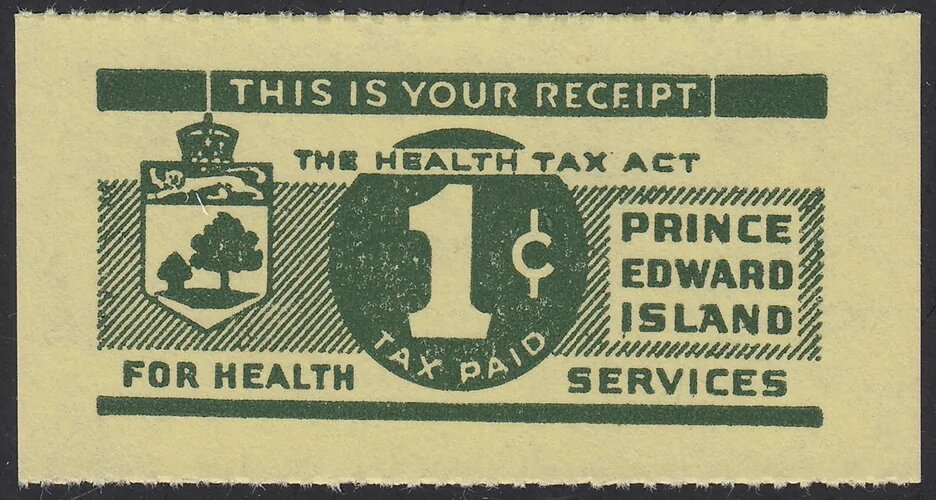 THIS IS YOUR RECEIPT
THE HEALTH TAX ACT
1¢
TAX PAID
PRINCE
EDWARD
ISLAND
FOR HEALTH SERVICES